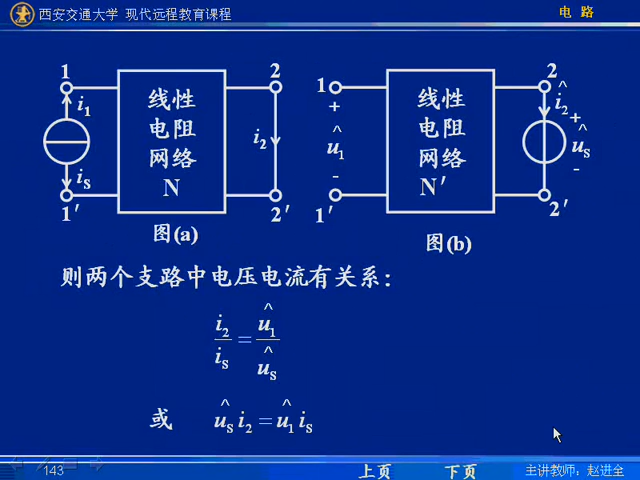 西安交通大学 现代远程教育课程
电 路
1
2
i1
线性
电阻
网络
N
i2
iS
1′
2′
图(a)
1
2
+
û1
-
线性
电阻
网络
N′
î2
+
ûS
-
1′
2′
图(b)
则两个支路中电压电流有关系:
i2/iS = û1/ûS
或 ûS i2 = û1 iS
143
上页 下页
主讲教师：赵进全